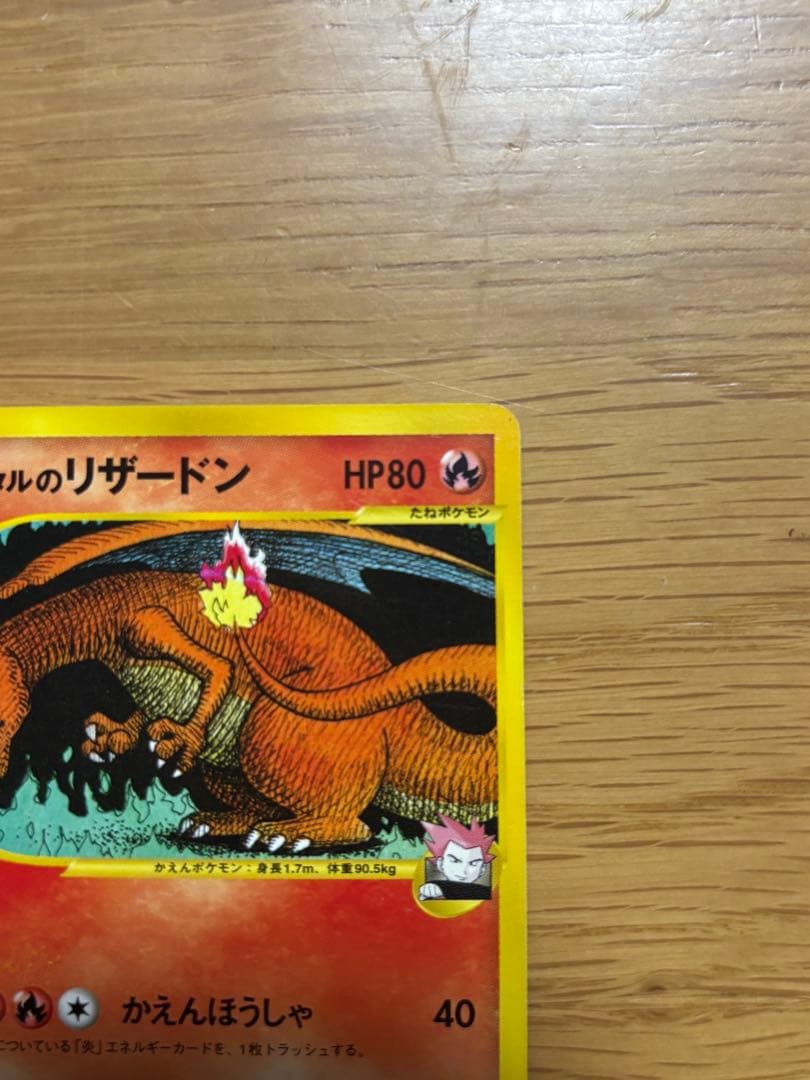 ルのリザードン HP80
たねポケモン
かえんポケモン：身長1.7m、体重90.5kg
かえんほうしゃ 40
ついている「炎」エネルギーカードを、1枚トラッシュする。